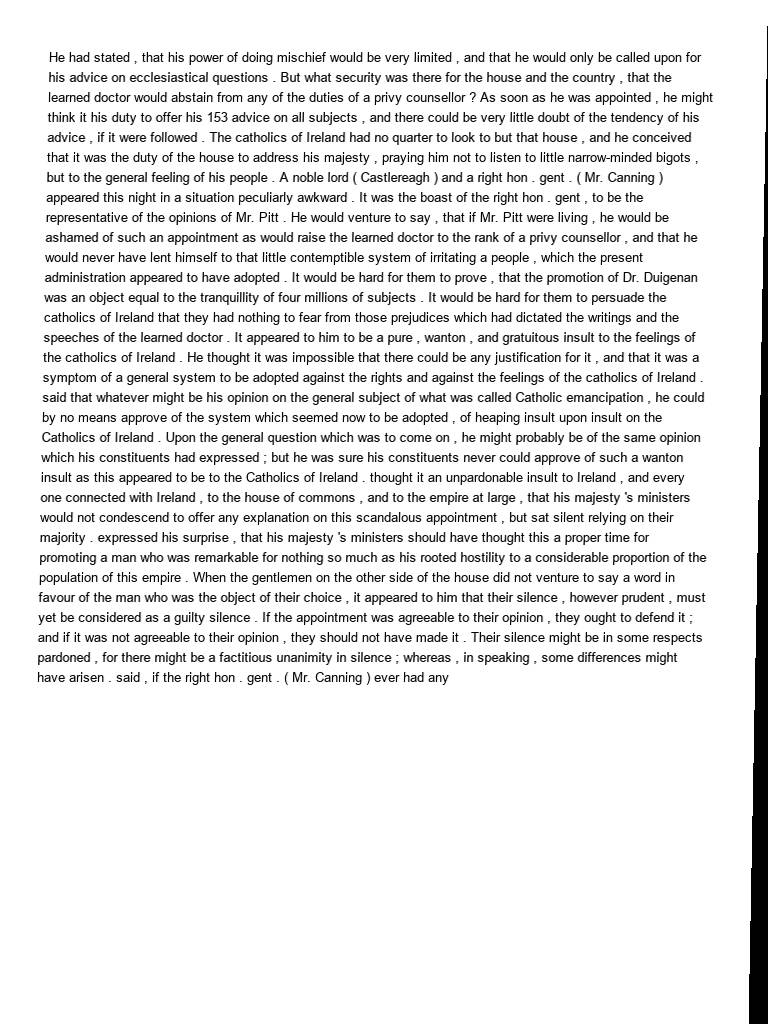 He had stated , that his power of doing mischief would be very limited , and that he would only be called upon for
his advice on ecclesiastical questions . But what security was there for the house and the country , that the
learned doctor would abstain from any of the duties of a privy counsellor ? As soon as he was appointed , he might
think it his duty to offer his 153 advice on all subjects , and there could be very little doubt of the tendency of his
advice , if it were followed . The catholics of Ireland had no quarter to look to but that house , and he conceived
that it was the duty of the house to address his majesty , praying him not to listen to little narrow-minded bigots ,
but to the general feeling of his people . A noble lord ( Castlereagh ) and a right hon . gent . ( Mr. Canning )
appeared this night in a situation peculiarly awkward . It was the boast of the right hon . gent , to be the
representative of the opinions of Mr. Pitt . He would venture to say , that if Mr. Pitt were living , he would be
ashamed of such an appointment as would raise the learned doctor to the rank of a privy counsellor , and that he
would never have lent himself to that little contemptible system of irritating a people , which the present
administration appeared to have adopted . It would be hard for them to prove , that the promotion of Dr. Duigenan
was an object equal to the tranquillity of four millions of subjects . It would be hard for them to persuade the
catholics of Ireland that they had nothing to fear from those prejudices which had dictated the writings and the
speeches of the learned doctor . It appeared to him to be a pure , wanton , and gratuitous insult to the feelings of
the catholics of Ireland . He thought it was impossible that there could be any justification for it , and that it was a
symptom of a general system to be adopted against the rights and against the feelings of the catholics of Ireland .
said that whatever might be his opinion on the general subject of what was called Catholic emancipation , he could
by no means approve of the system which seemed now to be adopted , of heaping insult upon insult on the
Catholics of Ireland . Upon the general question which was to come on , he might probably be of the same opinion
which his constituents had expressed ; but he was sure his constituents never could approve of such a wanton
insult as this appeared to be to the Catholics of Ireland . thought it an unpardonable insult to Ireland , and every
one connected with Ireland , to the house of commons , and to the empire at large , that his majesty 's ministers
would not condescend to offer any explanation on this scandalous appointment , but sat silent relying on their
majority . expressed his surprise , that his majesty 's ministers should have thought this a proper time for
promoting a man who was remarkable for nothing so much as his rooted hostility to a considerable proportion of the
population of this empire . When the gentlemen on the other side of the house did not venture to say a word in
favour of the man who was the object of their choice , it appeared to him that their silence , however prudent , must
yet be considered as a guilty silence . If the appointment was agreeable to their opinion , they ought to defend it ;
and if it was not agreeable to their opinion , they should not have made it . Their silence might be in some respects
pardoned , for there might be a factitious unanimity in silence ; whereas , in speaking , some differences might
have arisen . said , if the right hon . gent . ( Mr. Canning ) ever had any